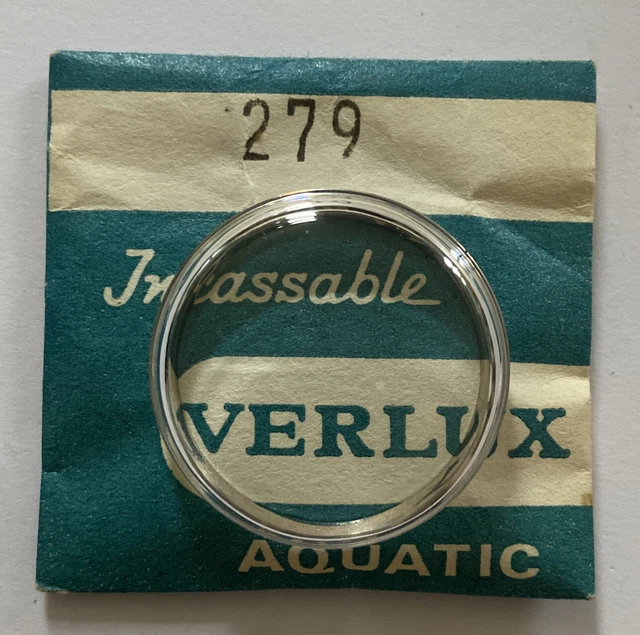 279
Incassable
VERLUX
AQUATIC